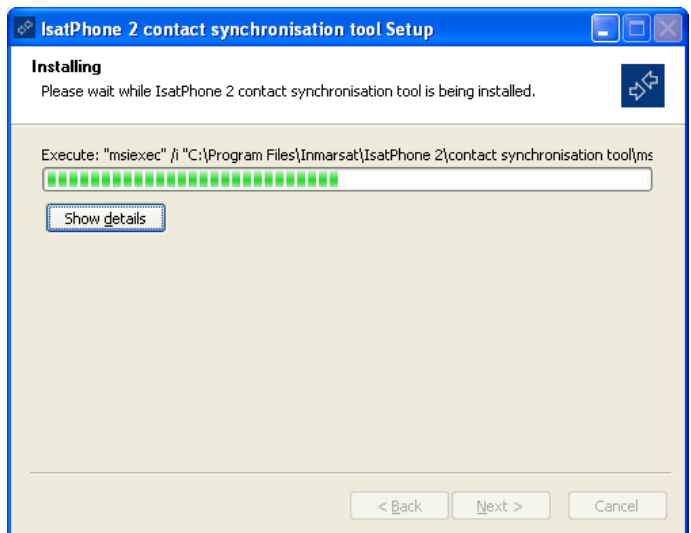 IsatPhone 2 contact synchronisation tool Setup
Installing
Please wait while IsatPhone 2 contact synchronisation tool is being installed.
Execute: "msiexec" /i "C:\Program Files\Inmarsat\IsatPhone 2\contact synchronisation tool\ms
Show details
< Back Next > Cancel